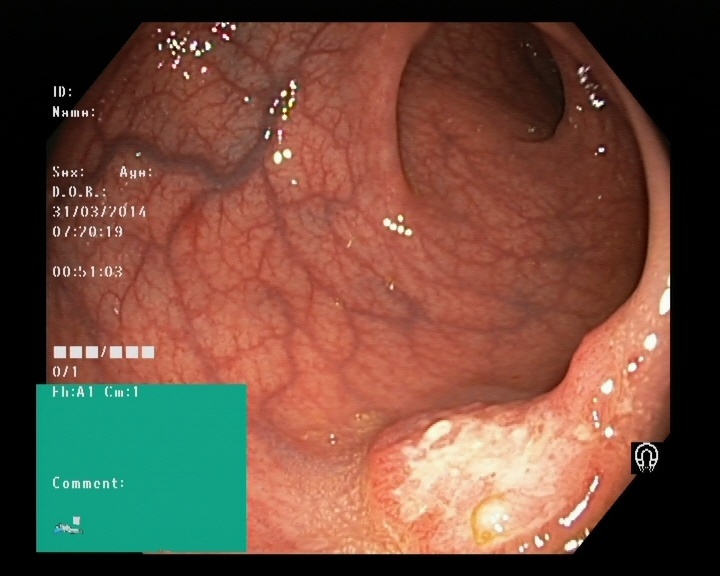 ID:
Name:
Sex: Age:
D.O.B.:
31/03/2014
07:20:19
00:51:03
■■■/■■■
0/1
Eh:A1 Cm:1
Comment: